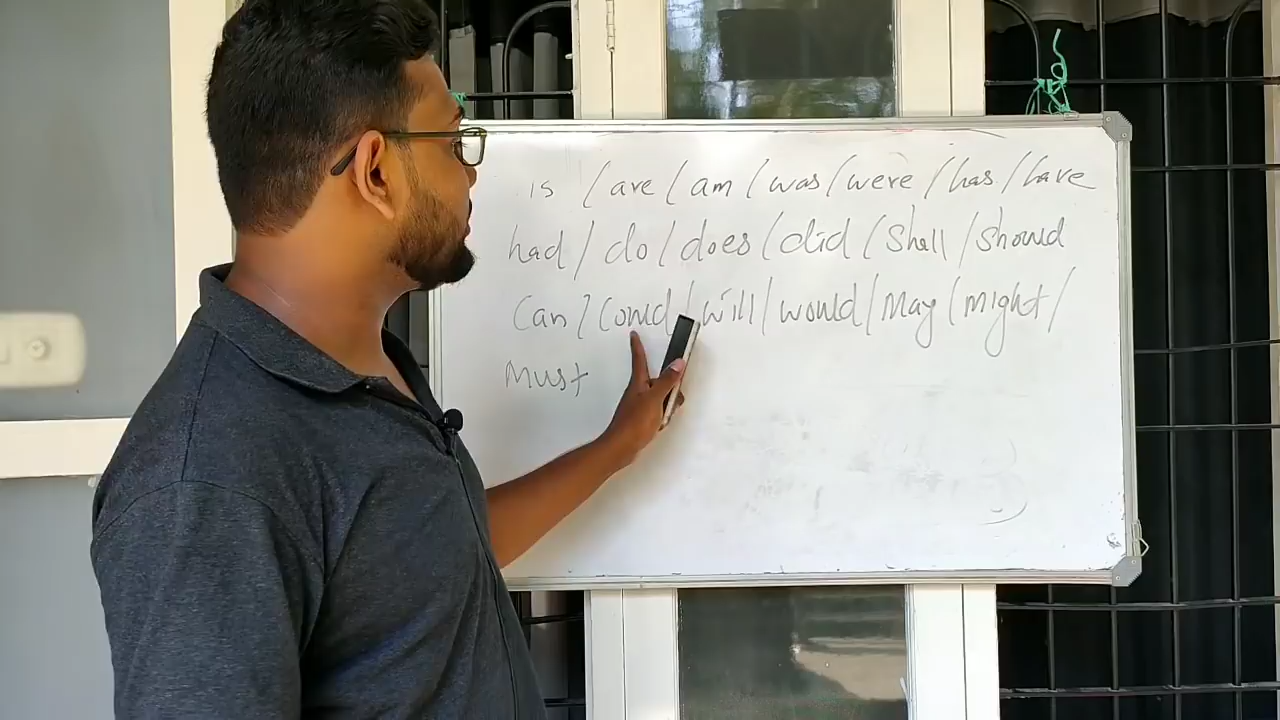 is / are / am / was / were / has / have
had / do / does / did / shall / should
Can / Could / will / would / May / might /
Must